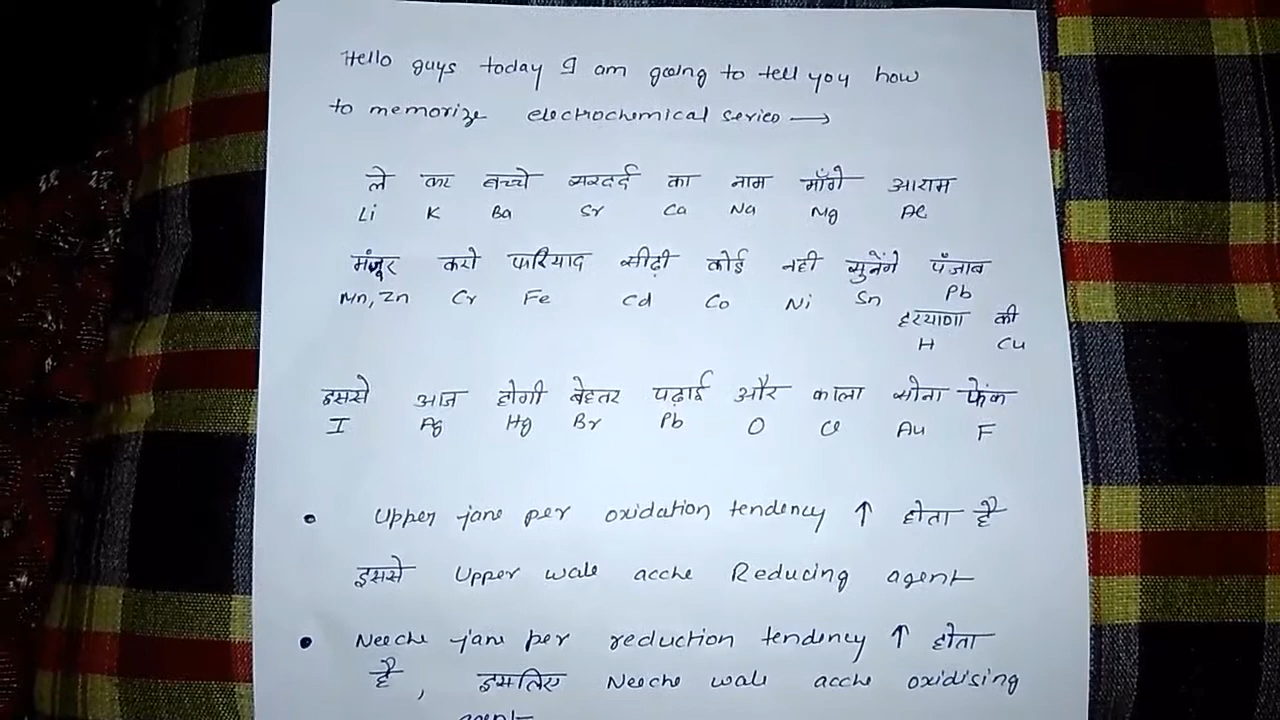 Hello guys today I am going to tell you how
to memorize electrochemical series →
ले कर बच्चे सरदर्द का नाम माँगे आराम
Li K Ba Sr Ca Na Mg Al
मंजूर करो फरियाद सीढ़ी कोई नही सुनेंगे पँजाब
Mn, Zn Cr Fe Cd Co Ni Sn Pb
हरयाणा की
H Cu
इससे आज होगी बेहतर पढ़ाई और काला सोना फेंक
I Ag Hg Br Pb O Cl Au F
• Upper jane per oxidation tendency ↑ होता है
इससे Upper wale acche Reducing agent
• Neeche jane per reduction tendency ↑ होता
है, इसलिए Neeche wale acche oxidising
agent